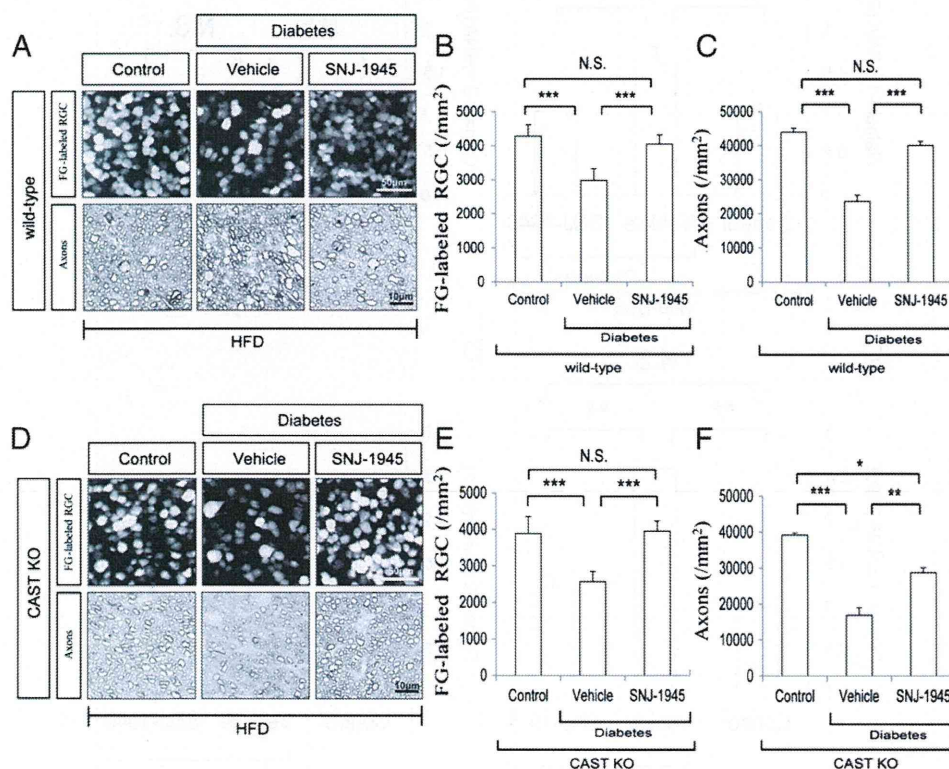 A
Diabetes
Control
Vehicle
SNJ-1945
wild-type
FG-labeled RGC
50μm
Axons
10μm
HFD
B
N.S.
***
***
FG-labeled RGC (/mm²)
5000
4000
3000
2000
1000
0
Control
Vehicle
SNJ-1945
Diabetes
wild-type
C
N.S.
***
***
Axons (/mm²)
50000
40000
30000
20000
10000
0
Control
Vehicle
SNJ-1945
Diabetes
wild-type
D
Diabetes
Control
Vehicle
SNJ-1945
CAST KO
FG-labeled RGC
Axons
10μm
HFD
E
N.S.
***
***
FG-labeled RGC (/mm²)
5000
4000
3000
2000
1000
0
Control
Vehicle
SNJ-1945
Diabetes
CAST KO
F
*
***
**
Axons (/mm²)
50000
40000
30000
20000
10000
0
Control
Vehicle
SNJ-1945
Diabetes
CAST KO